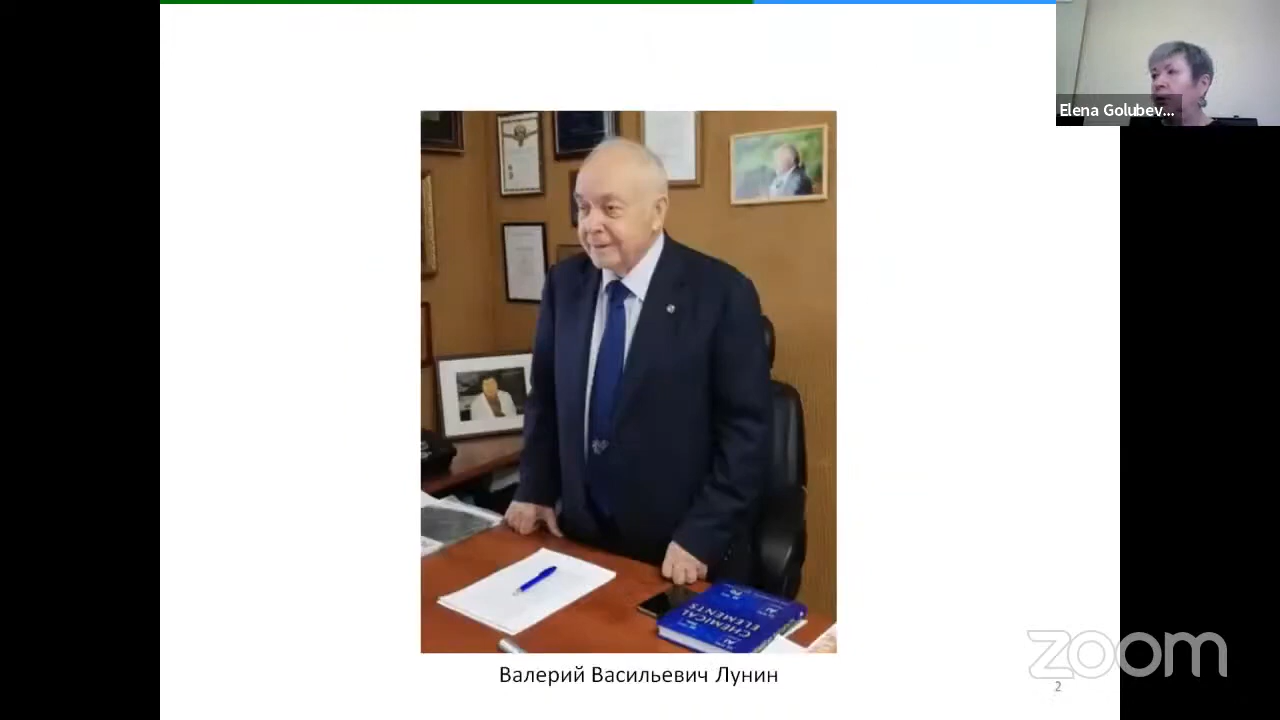 Elena Golubev...
CHEMICAL
ELEMENTS
Валерий Васильевич Лунин
zoom
2